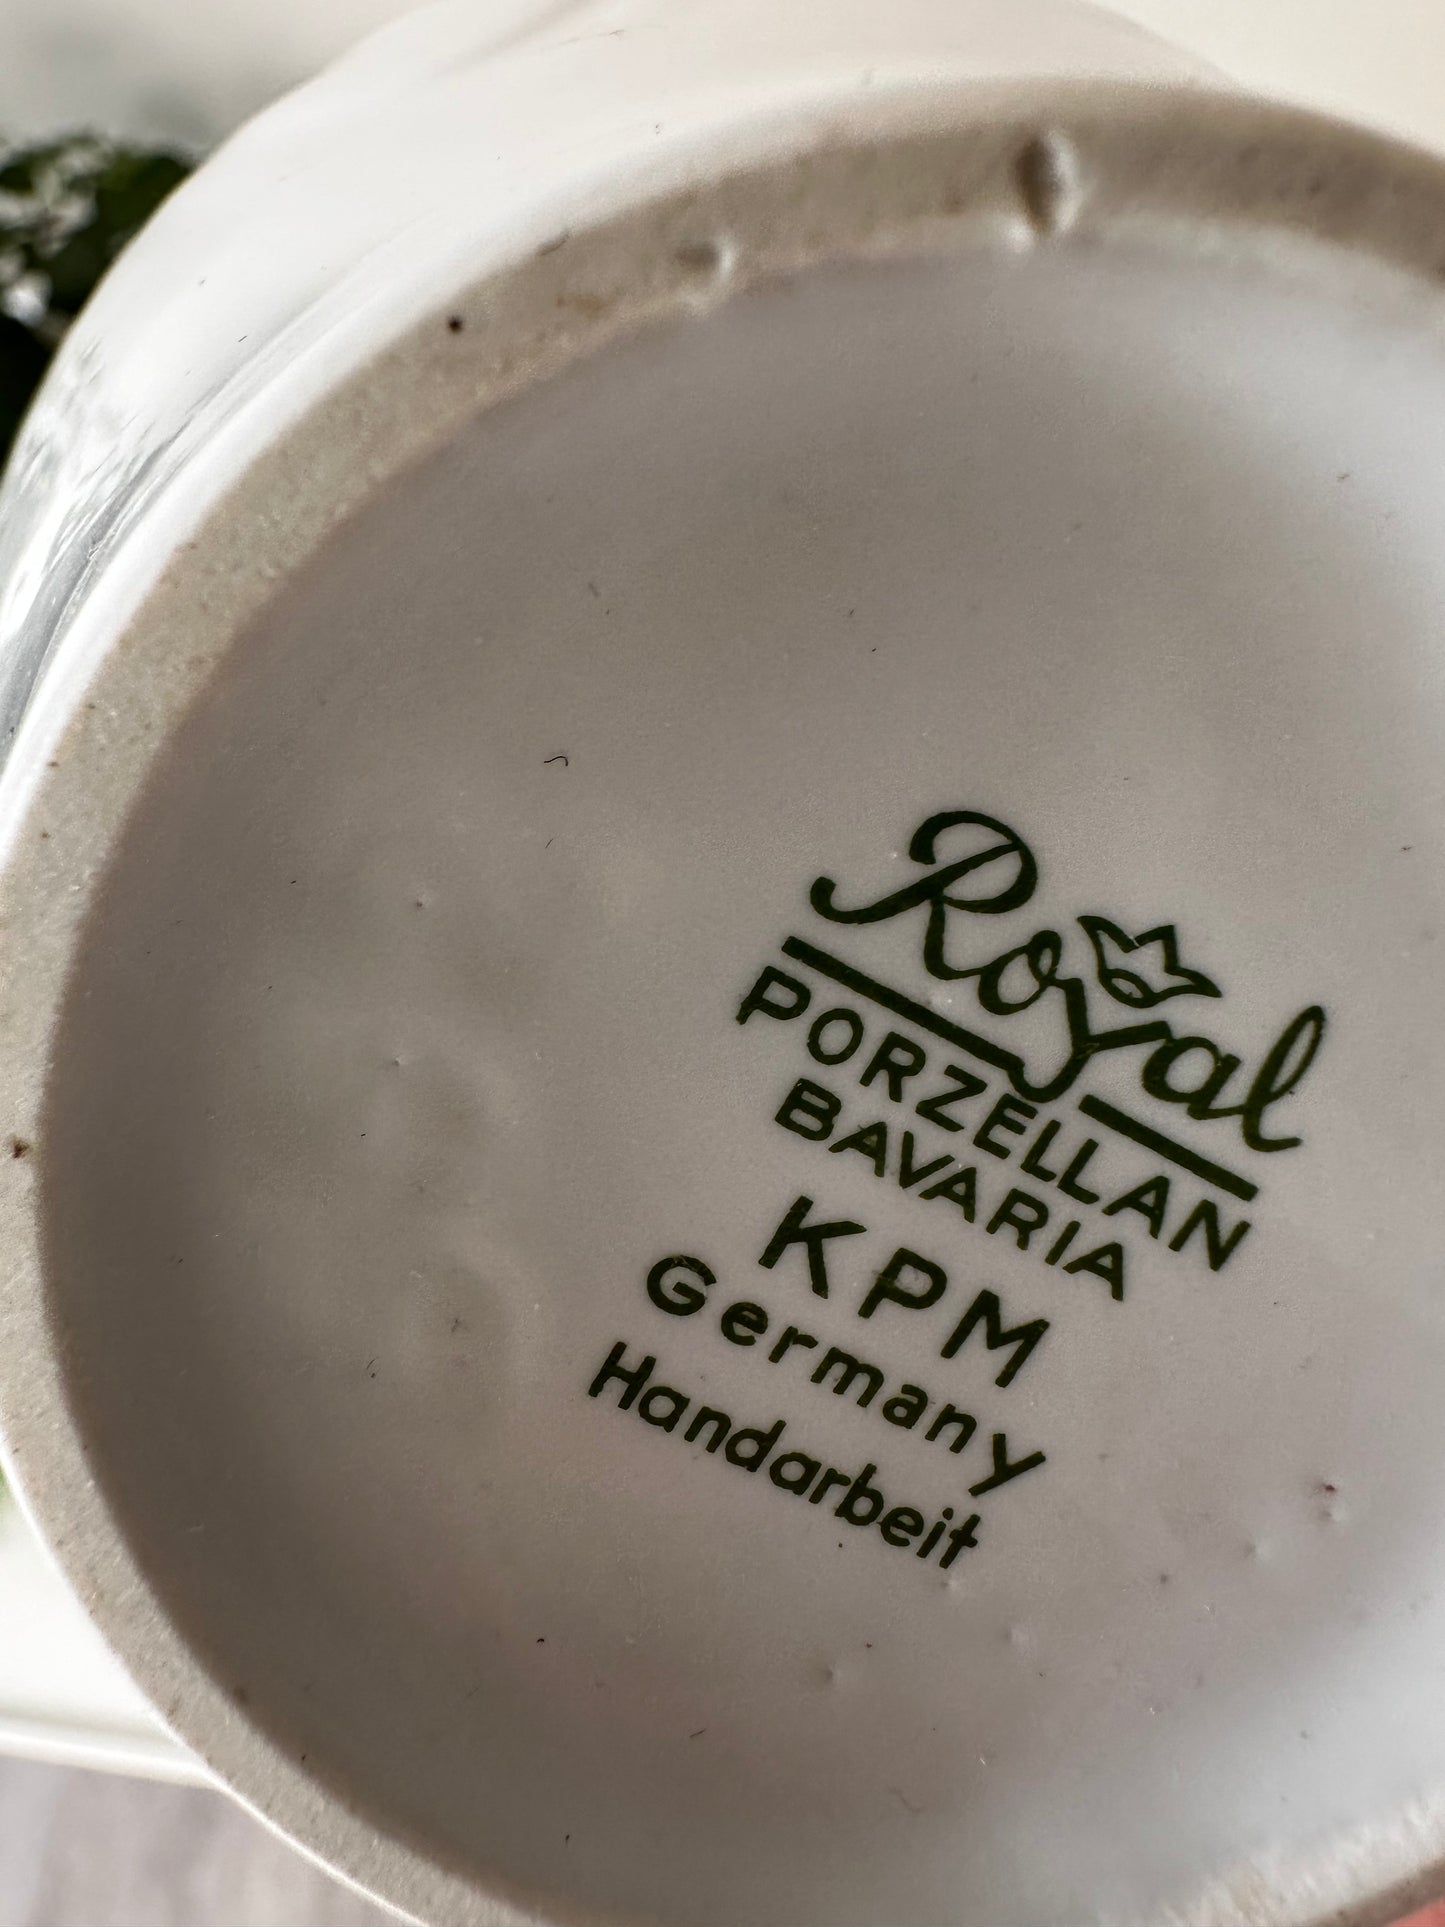 Royal
PORZELLAN
BAVARIA
KPM
Germany
Handarbeit